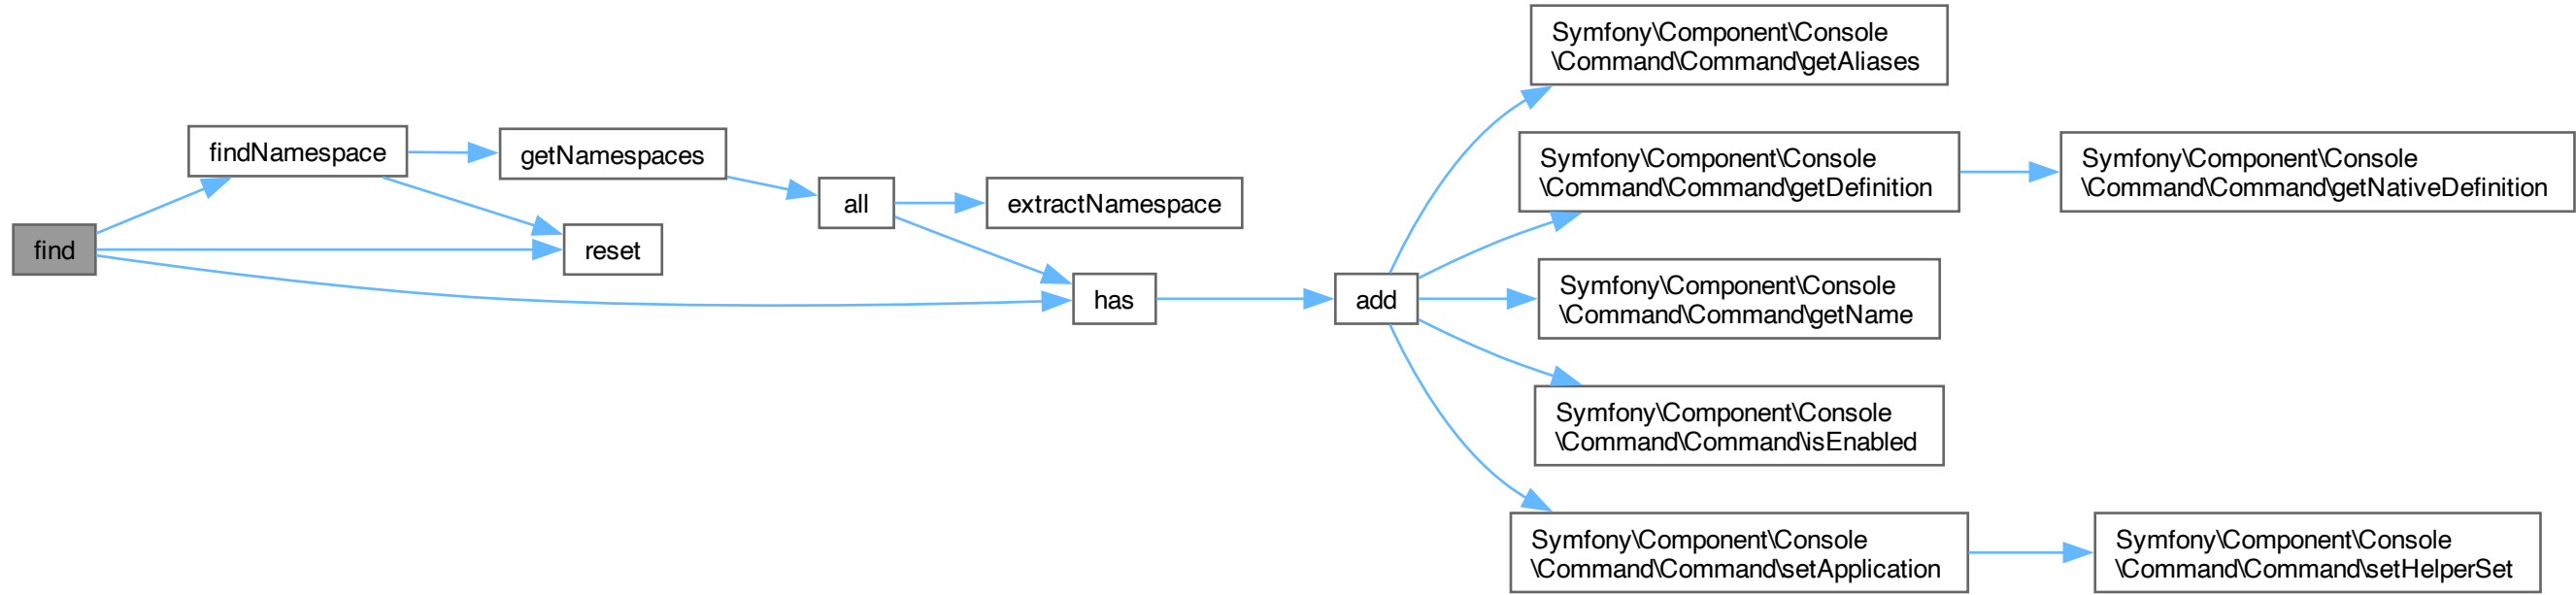 find
findNamespace
getNamespaces
reset
all
extractNamespace
has
add
Symfony\Component\Console
\Command\Command\getAliases
Symfony\Component\Console
\Command\Command\getDefinition
Symfony\Component\Console
\Command\Command\getNativeDefinition
Symfony\Component\Console
\Command\Command\getName
Symfony\Component\Console
\Command\Command\isEnabled
Symfony\Component\Console
\Command\Command\setApplication
Symfony\Component\Console
\Command\Command\setHelperSet